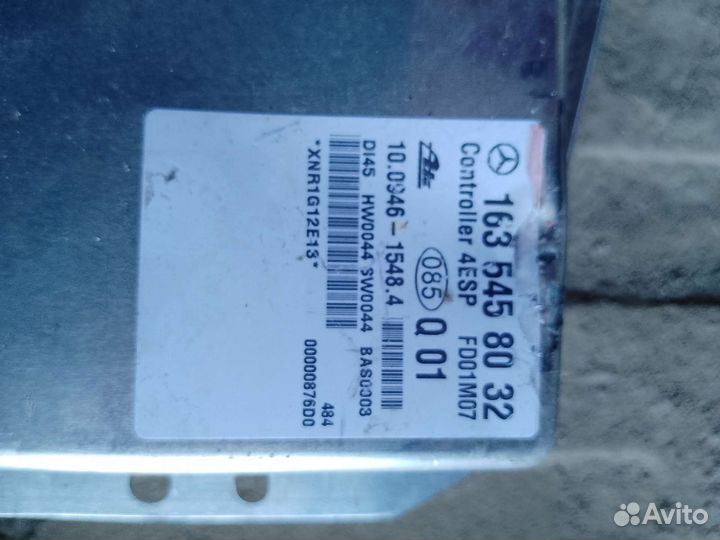 163 545 80 32
Controller 4ESP FD01M07
Ate 085 Q 01
10.0946-1548.4
DI45 HW0044 SW0044 BAS0303
*XNR1G12E13*
484
00000876D0
Avito